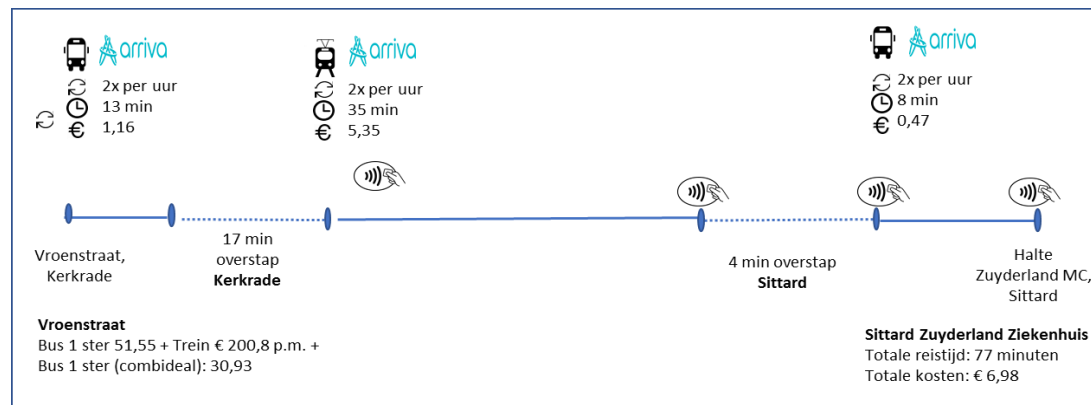 arriva
2x per uur
13 min
€ 1,16
arriva
2x per uur
35 min
€ 5,35
arriva
2x per uur
8 min
€ 0,47
Vroenstraat,
Kerkrade
17 min
overstap
Kerkrade
4 min overstap
Sittard
Halte
Zuyderland MC,
Sittard
Vroenstraat
Bus 1 ster 51,55 + Trein € 200,8 p.m. +
Bus 1 ster (combideal): 30,93
Sittard Zuyderland Ziekenhuis
Totale reistijd: 77 minuten
Totale kosten: € 6,98